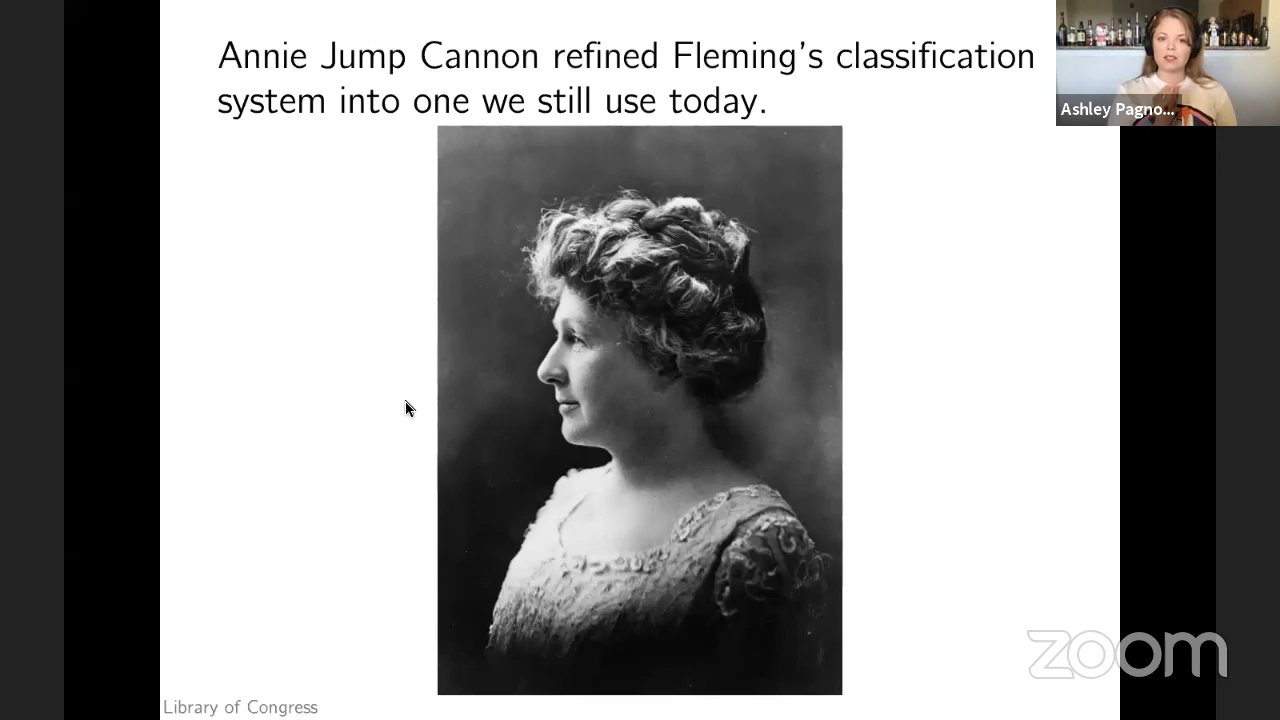 Annie Jump Cannon refined Fleming's classification
system into one we still use today.
Ashley Pagno...
zoom
Library of Congress